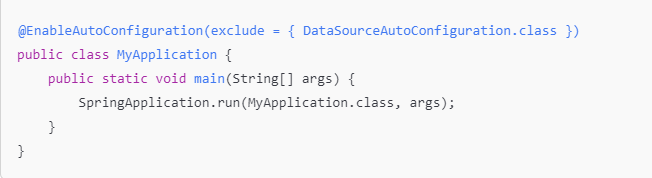 @EnableAutoConfiguration(exclude = { DataSourceAutoConfiguration.class })
public class MyApplication {
    public static void main(String[] args) {
        SpringApplication.run(MyApplication.class, args);
    }
}